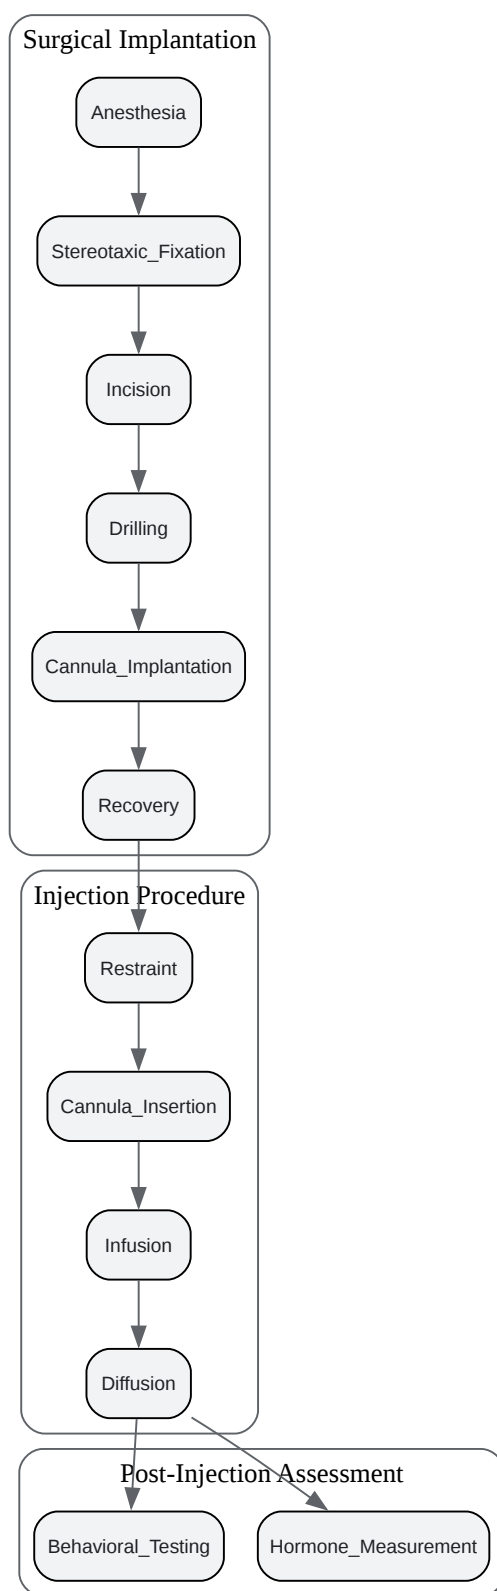 Surgical Implantation
Anesthesia
Stereotaxic_Fixation
Incision
Drilling
Cannula_Implantation
Recovery
Injection Procedure
Restraint
Cannula_Insertion
Infusion
Diffusion
Post-Injection Assessment
Behavioral_Testing
Hormone_Measurement